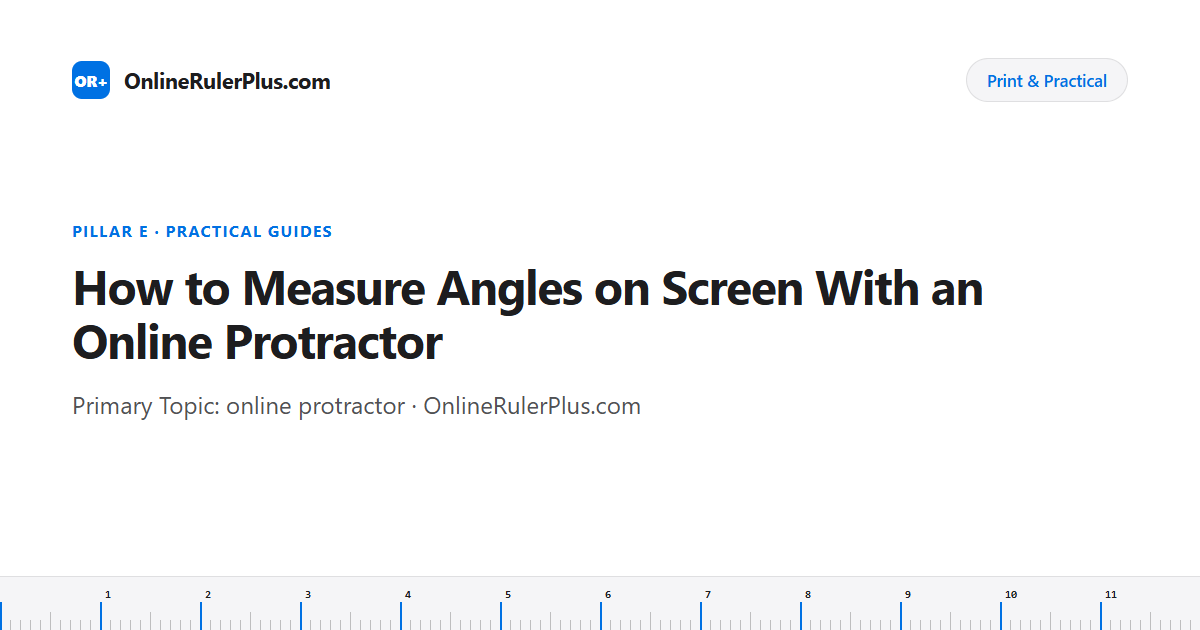 OR+ OnlineRulerPlus.com
Print & Practical
PILLAR E · PRACTICAL GUIDES
How to Measure Angles on Screen With an
Online Protractor
Primary Topic: online protractor · OnlineRulerPlus.com
1 2 3 4 5 6 7 8 9 10 11